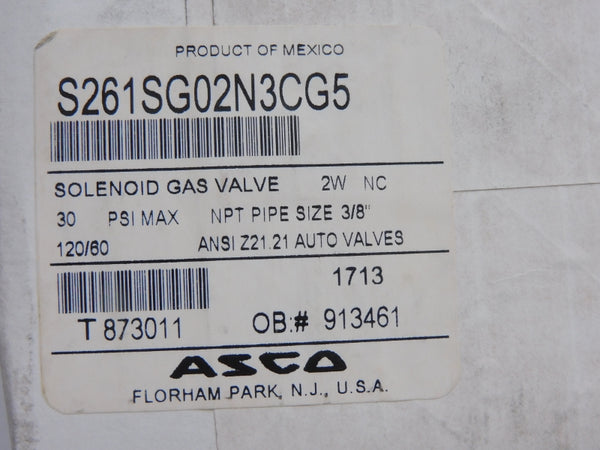 PRODUCT OF MEXICO
S261SG02N3CG5
SOLENOID GAS VALVE 2W NC
30 PSI MAX NPT PIPE SIZE 3/8"
120/60 ANSI Z21.21 AUTO VALVES
1713
T 873011 OB:# 913461
ASCO
FLORHAM PARK, N.J., U.S.A.